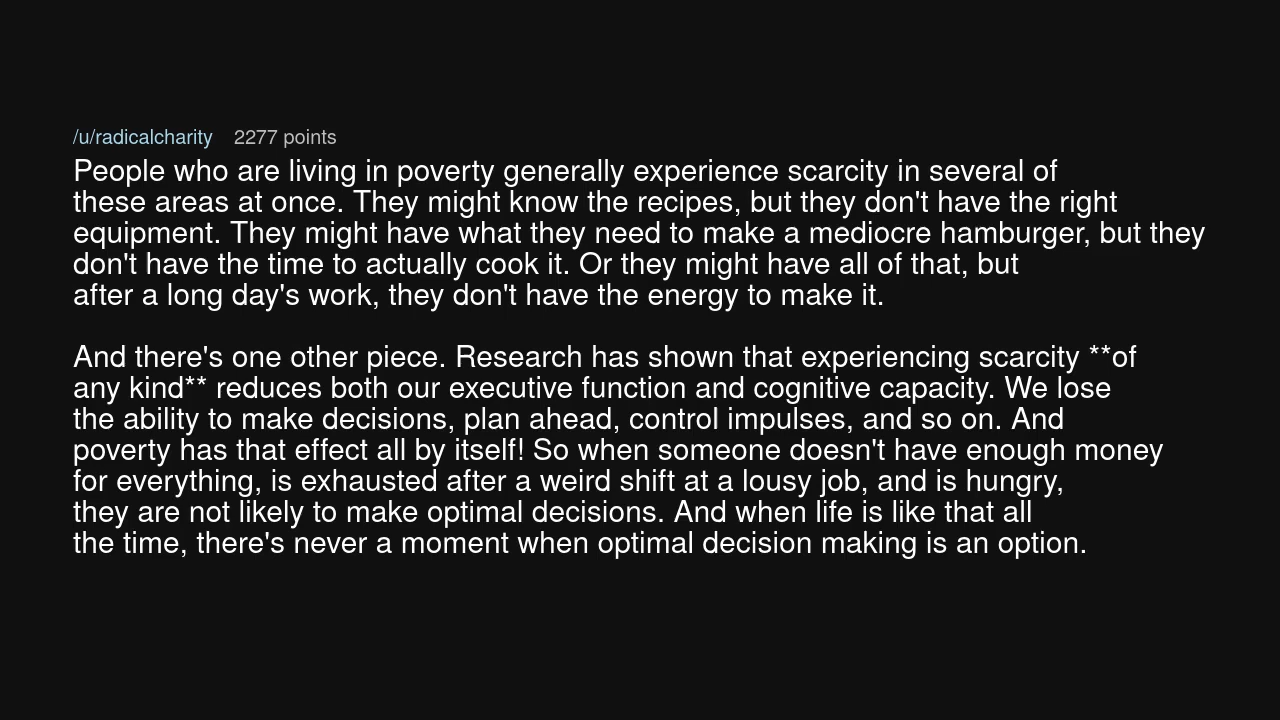 /u/radicalcharity 2277 points
People who are living in poverty generally experience scarcity in several of
these areas at once. They might know the recipes, but they don't have the right
equipment. They might have what they need to make a mediocre hamburger, but they
don't have the time to actually cook it. Or they might have all of that, but
after a long day's work, they don't have the energy to make it.

And there's one other piece. Research has shown that experiencing scarcity **of
any kind** reduces both our executive function and cognitive capacity. We lose
the ability to make decisions, plan ahead, control impulses, and so on. And
poverty has that effect all by itself! So when someone doesn't have enough money
for everything, is exhausted after a weird shift at a lousy job, and is hungry,
they are not likely to make optimal decisions. And when life is like that all
the time, there's never a moment when optimal decision making is an option.